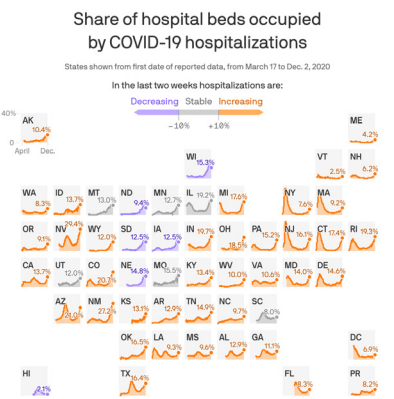 Share of hospital beds occupied
by COVID-19 hospitalizations
States shown from first date of reported data, from March 17 to Dec. 2, 2020
In the last two weeks hospitalizations are:
Decreasing Stable Increasing
-10% +10%
40%
AK 10.4% ME 4.2%
0
April Dec.
WI 15.3% VT 2.5% NH 6.2%
WA 8.3% ID 13.7% MT 13.0% ND 9.4% MN 12.7% IL 19.2% MI 17.6% NY 7.6% MA 9.2%
OR 9.1% NV 29.4% WY 12.0% SD 12.5% IA 12.5% IN 19.7% OH 18.5% PA 15.2% NJ 16.1% CT 17.4% RI 19.3%
CA 13.7% UT 12.0% CO 20.7% NE 14.8% MO 15.5% KY 13.4% WV 10.0% VA 10.6% MD 14.0% DE 14.6%
AZ 24.0% NM 27.2% KS 13.1% AR 12.9% TN 14.9% NC 9.7% SC 8.0%
OK 16.5% LA 9.3% MS 9.6% AL 12.9% GA 11.1% DC 6.9%
HI 2.1% TX 16.4% FL 8.3% PR 8.2%